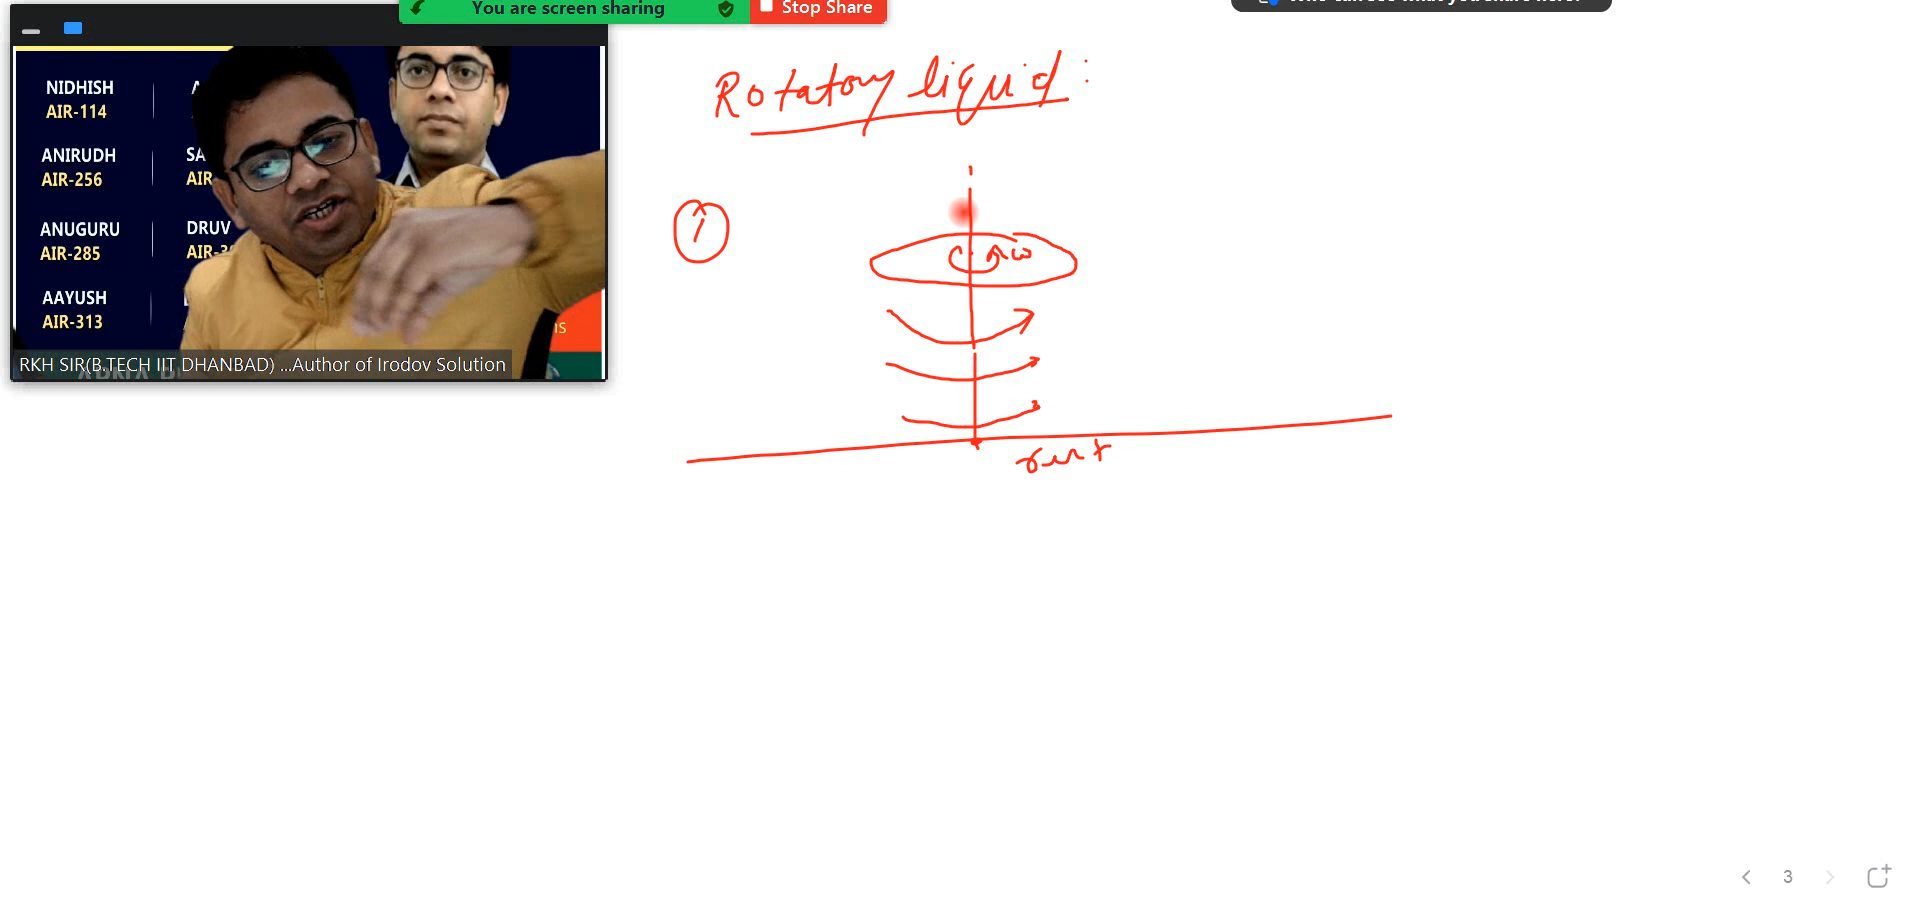 You are screen sharing
Stop Share
NIDHISH
AIR-114
ANIRUDH
AIR-256
ANUGURU
AIR-285
DRUV
AAYUSH
AIR-313
RKH SIR(B.TECH IIT DHANBAD) ...Author of Irodov Solution
Rotatory liquid :
ω
rest
3